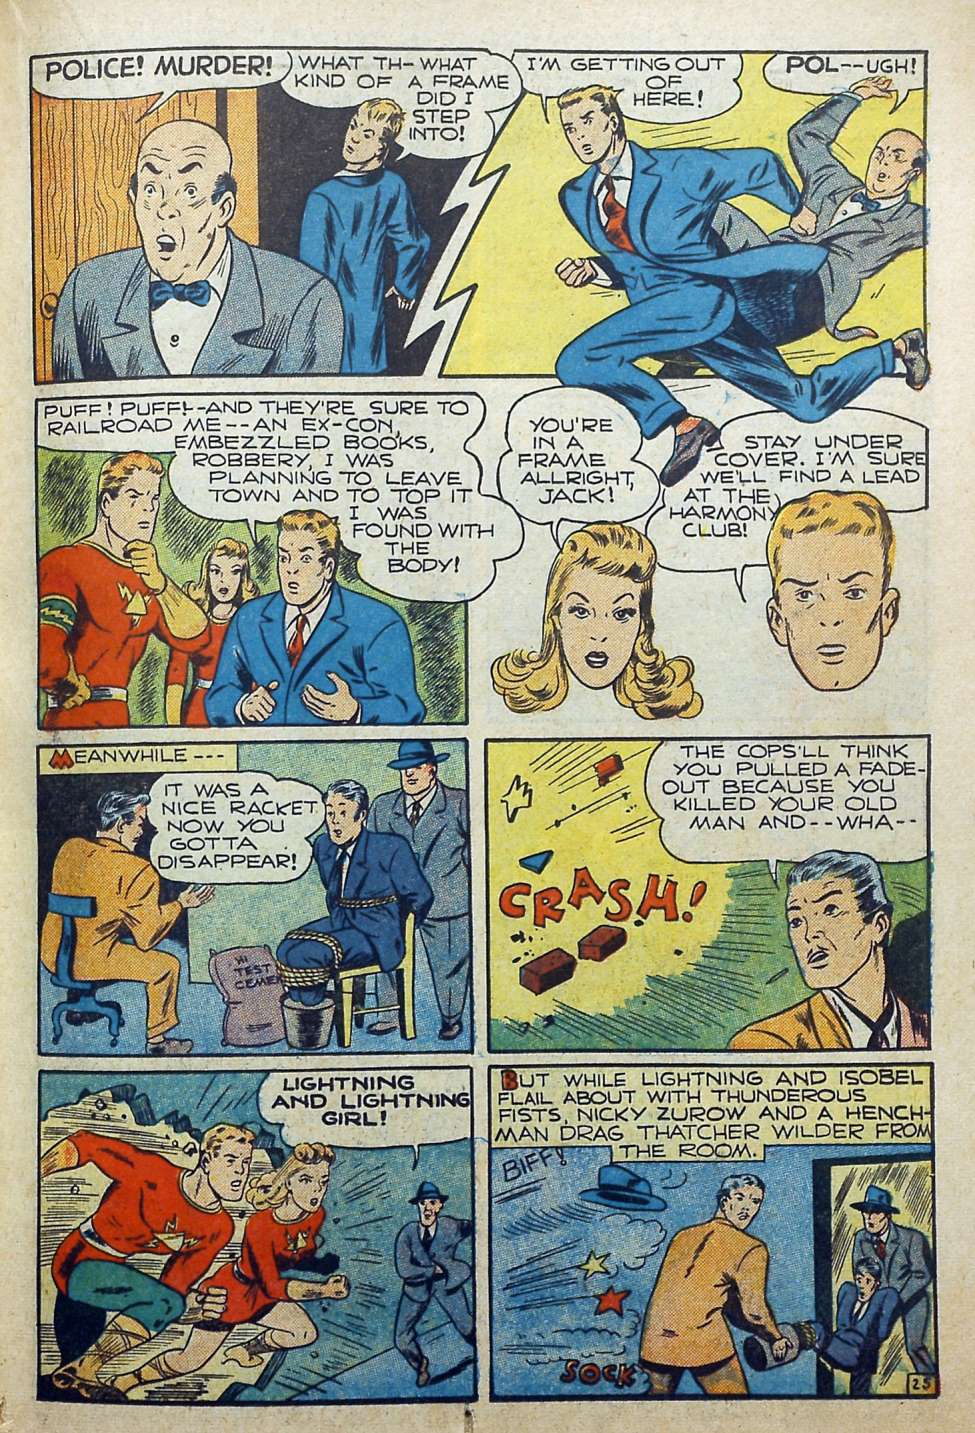 POLICE! MURDER!
WHAT TH--WHAT
KIND OF A FRAME
DID I
STEP
INTO!
I'M GETTING OUT
OF
HERE!
POL--UGH!
PUFF! PUFF!--AND THEY'RE SURE TO
RAILROAD ME--AN EX-CON,
EMBEZZLED BOOKS,
ROBBERY, I WAS
PLANNING TO LEAVE
TOWN AND TO TOP IT
I WAS
FOUND WITH
THE
BODY!
YOU'RE
IN A
FRAME
ALLRIGHT,
JACK!
STAY UNDER
COVER. I'M SURE
WE'LL FIND A LEAD
AT THE
HARMONY
CLUB!
MEANWHILE ---
IT WAS A
NICE RACKET
NOW YOU
GOTTA
DISAPPEAR!
HI
TEST
CEMEN
THE COPS'LL THINK
YOU PULLED A FADE-
OUT BECAUSE YOU
KILLED YOUR OLD
MAN AND--WHA--
CRASH!
LIGHTNING
AND LIGHTNING
GIRL!
BUT WHILE LIGHTNING AND ISOBEL
FLAIL ABOUT WITH THUNDEROUS
FISTS, NICKY ZUROW AND A HENCH-
MAN DRAG THATCHER WILDER FROM
THE ROOM.
BIFF!
SOCK
25